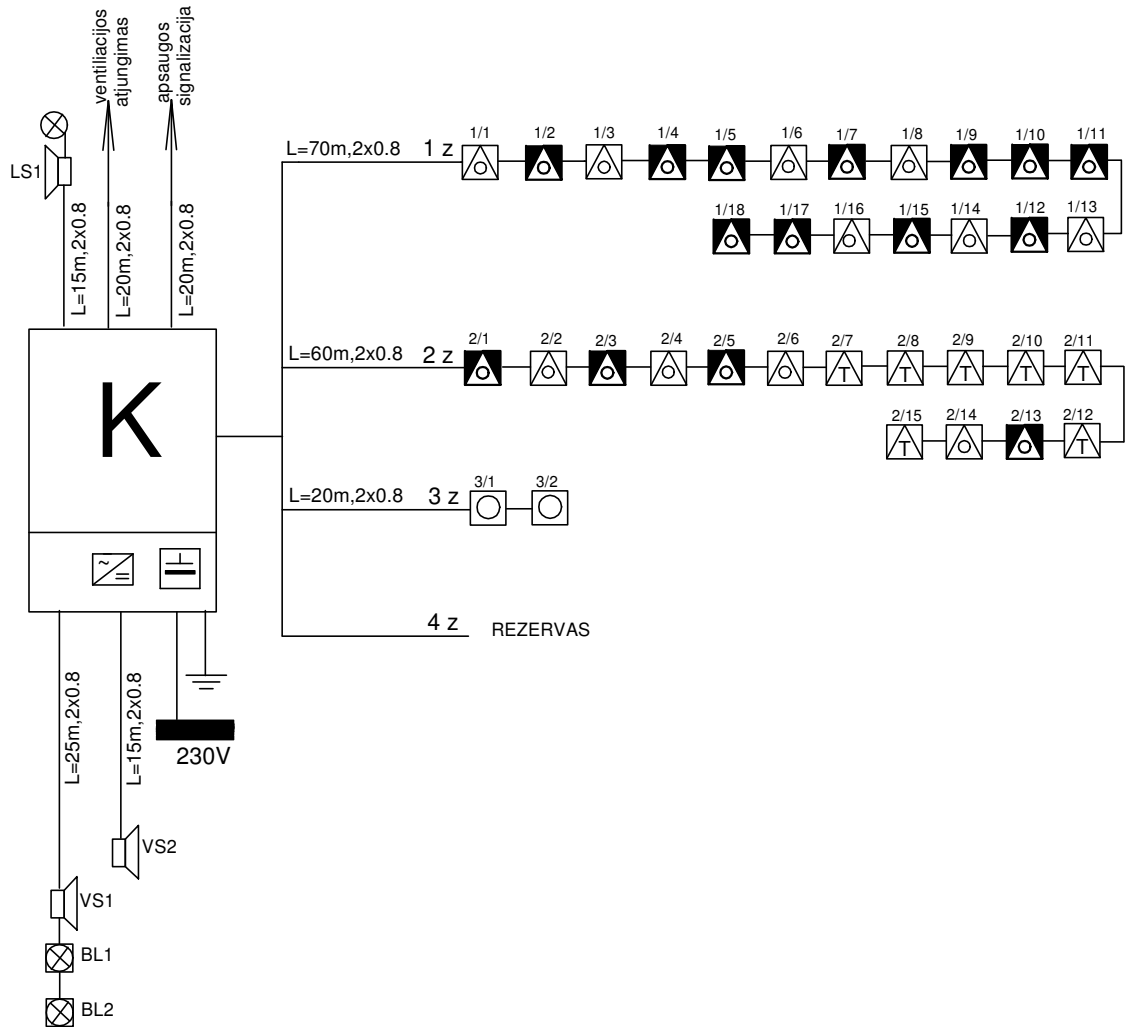 ventiliacijos
atjungimas
apsaugos
signalizacija
LS1
L=15m,2x0.8
L=20m,2x0.8
L=20m,2x0.8
L=70m,2x0.8 1 z
1/1 1/2 1/3 1/4 1/5 1/6 1/7 1/8 1/9 1/10 1/11
1/18 1/17 1/16 1/15 1/14 1/12 1/13
L=60m,2x0.8 2 z
2/1 2/2 2/3 2/4 2/5 2/6 2/7 2/8 2/9 2/10 2/11
T T T T T
2/15 2/14 2/13 2/12
T T
K
L=20m,2x0.8 3 z
3/1 3/2
4 z REZERVAS
L=25m,2x0.8
L=15m,2x0.8
230V
VS2
VS1
BL1
BL2